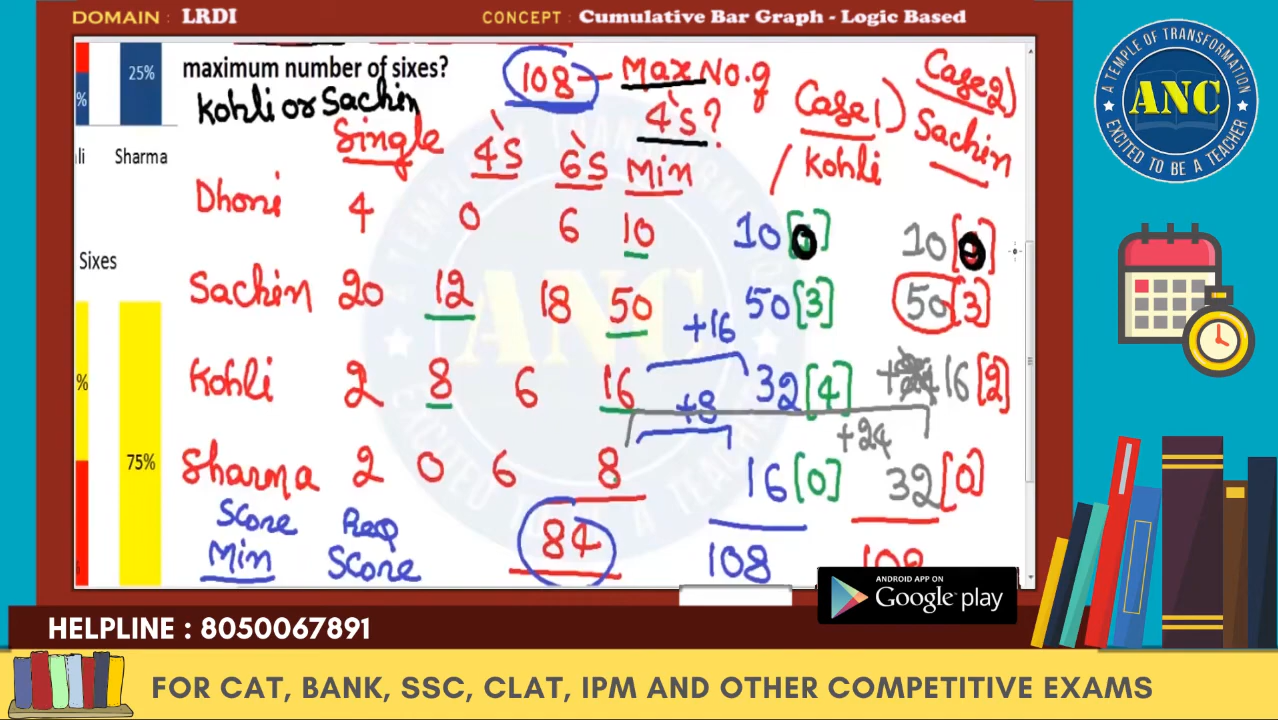 DOMAIN : LRDI
CONCEPT : Cumulative Bar Graph - Logic Based
25%
%
li
Sharma
Sixes
%
75%
maximum number of sixes?
Kohli or Sachin
108 - Max No. of
4's?
Case 1)
Kohli
Case 2)
Sachin
Single 4's 6's Min
Dhoni 4 0 6 10 10 10
Sachin 20 12 18 50 50[3] 50[3]
+16
Kohli 2 8 6 16 32[4] 16[2]
+8
+24
Sharma 2 0 6 8 16[0] 32[0]
Score
Min
Req
Score
84
108
108
A TEMPLE OF TRANSFORMATION
ANC
EXCITED TO BE A TEACHER
ANC
ANDROID APP ON
Google play
HELPLINE : 8050067891
FOR CAT, BANK, SSC, CLAT, IPM AND OTHER COMPETITIVE EXAMS